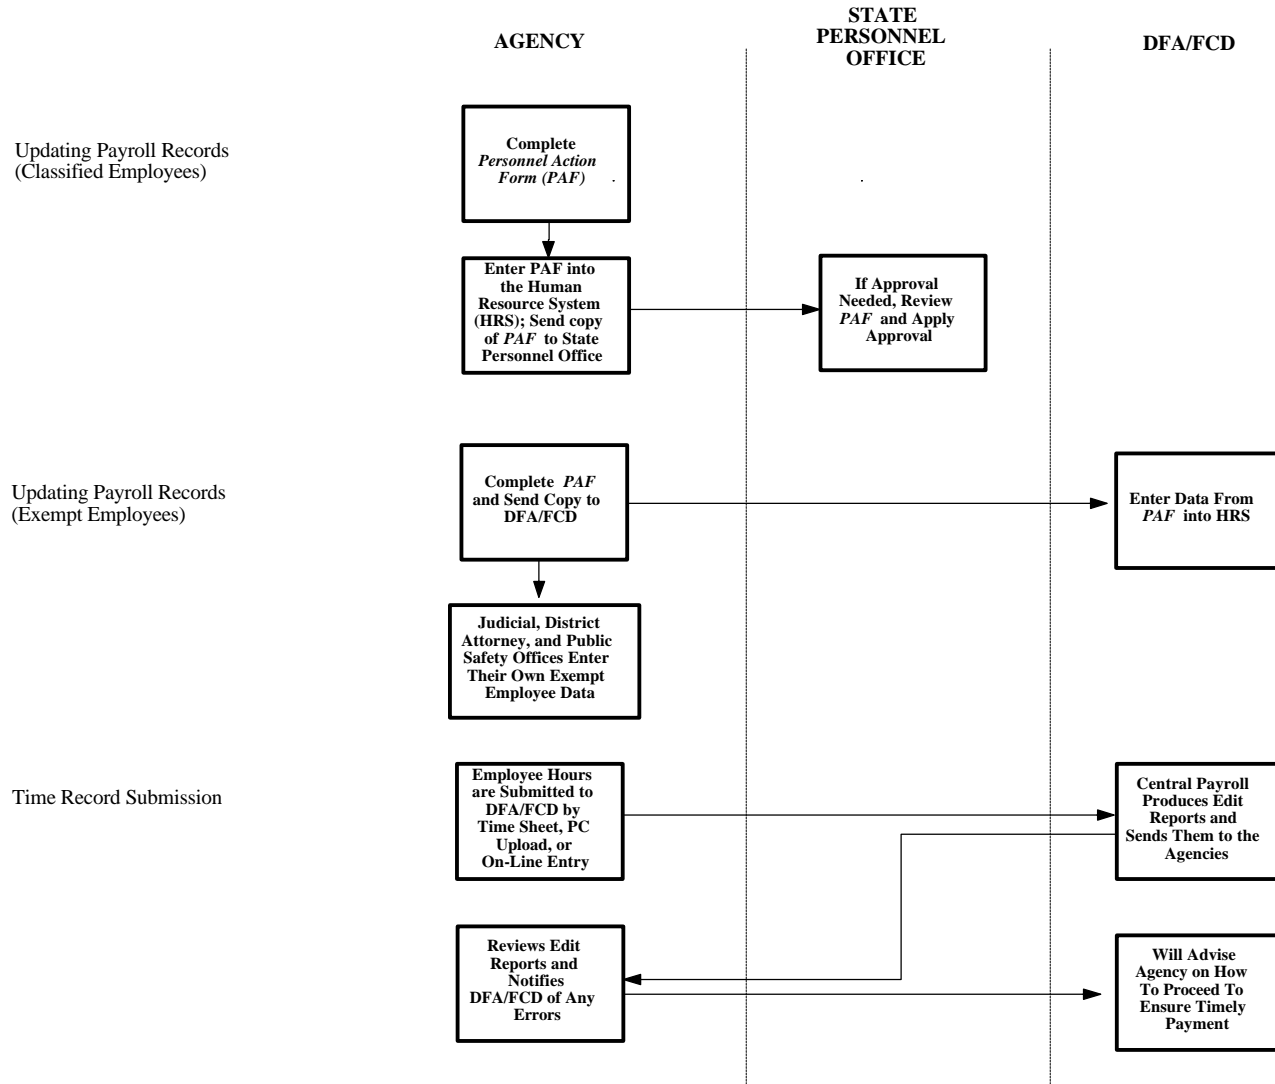 AGENCY
STATE
PERSONNEL
OFFICE
DFA/FCD
Updating Payroll Records
(Classified Employees)
Complete
Personnel Action
Form (PAF)
Enter PAF into
the Human
Resource System
(HRS); Send copy
of PAF to State
Personnel Office
If Approval
Needed, Review
PAF and Apply
Approval
Updating Payroll Records
(Exempt Employees)
Complete PAF
and Send Copy to
DFA/FCD
Enter Data From
PAF into HRS
Judicial, District
Attorney, and Public
Safety Offices Enter
Their Own Exempt
Employee Data
Time Record Submission
Employee Hours
are Submitted to
DFA/FCD by
Time Sheet, PC
Upload, or
On-Line Entry
Central Payroll
Produces Edit
Reports and
Sends Them to the
Agencies
Reviews Edit
Reports and
Notifies
DFA/FCD of Any
Errors
Will Advise
Agency on How
To Proceed To
Ensure Timely
Payment